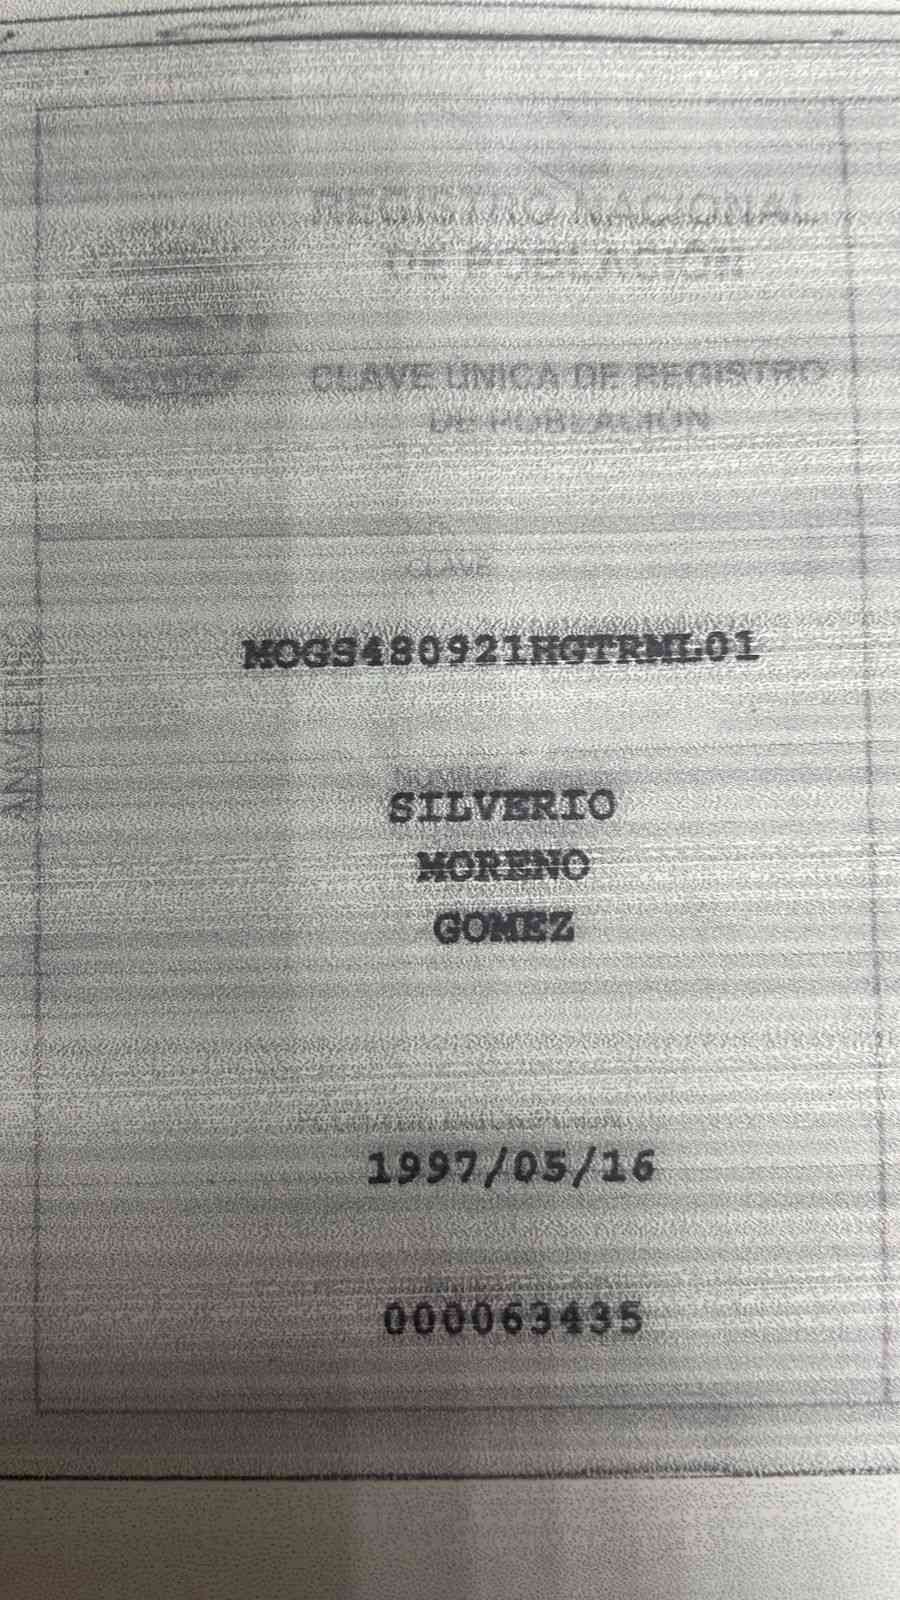 REGISTRO NACIONAL
DE POBLACIÓN
CLAVE ÚNICA DE REGISTRO
DE POBLACIÓN
CLAVE
MOGS480921HGTRML01
NOMBRE
SILVERIO
MORENO
GOMEZ
1997/05/16
000063435